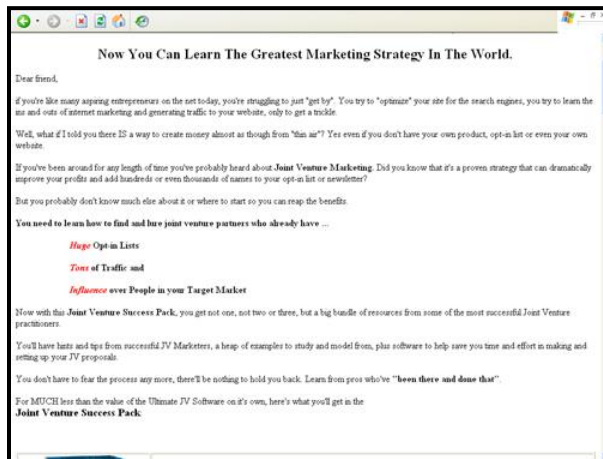 Now You Can Learn The Greatest Marketing Strategy In The World.
Dear friend,
if you're like many aspiring entrepreneurs on the net today, you're struggling to just "get by". You try to "optimize" your site for the search engines, you try to learn the
ins and outs of internet marketing and generating traffic to your website, only to get a trickle.
Well, what if I told you there IS a way to create money almost as though from "thin air"? Yes even if you don't have your own product, opt-in list or even your own
website.
If you've been around for any length of time you've probably heard about Joint Venture Marketing. Did you know that it's a proven strategy that can dramatically
improve your profits and add hundreds or even thousands of names to your opt-in list or newsletter?
But you probably don't know much else about it or where to start so you can reap the benefits.
You need to learn how to find and lure joint venture partners who already have ...
Huge Opt-in Lists
Tons of Traffic and
Influence over People in your Target Market
Now with this Joint Venture Success Pack, you get not one, not two or three, but a big bundle of resources from some of the most successful Joint Venture
practitioners.
You'll have hints and tips from successful JV Marketers, a heap of examples to study and model from, plus software to help save you time and effort in making and
setting up your JV proposals.
You don't have to fear the process any more, there'll be nothing to hold you back. Learn from pros who've "been there and done that".
For MUCH less than the value of the Ultimate JV Software on it's own, here's what you'll get in the
Joint Venture Success Pack: